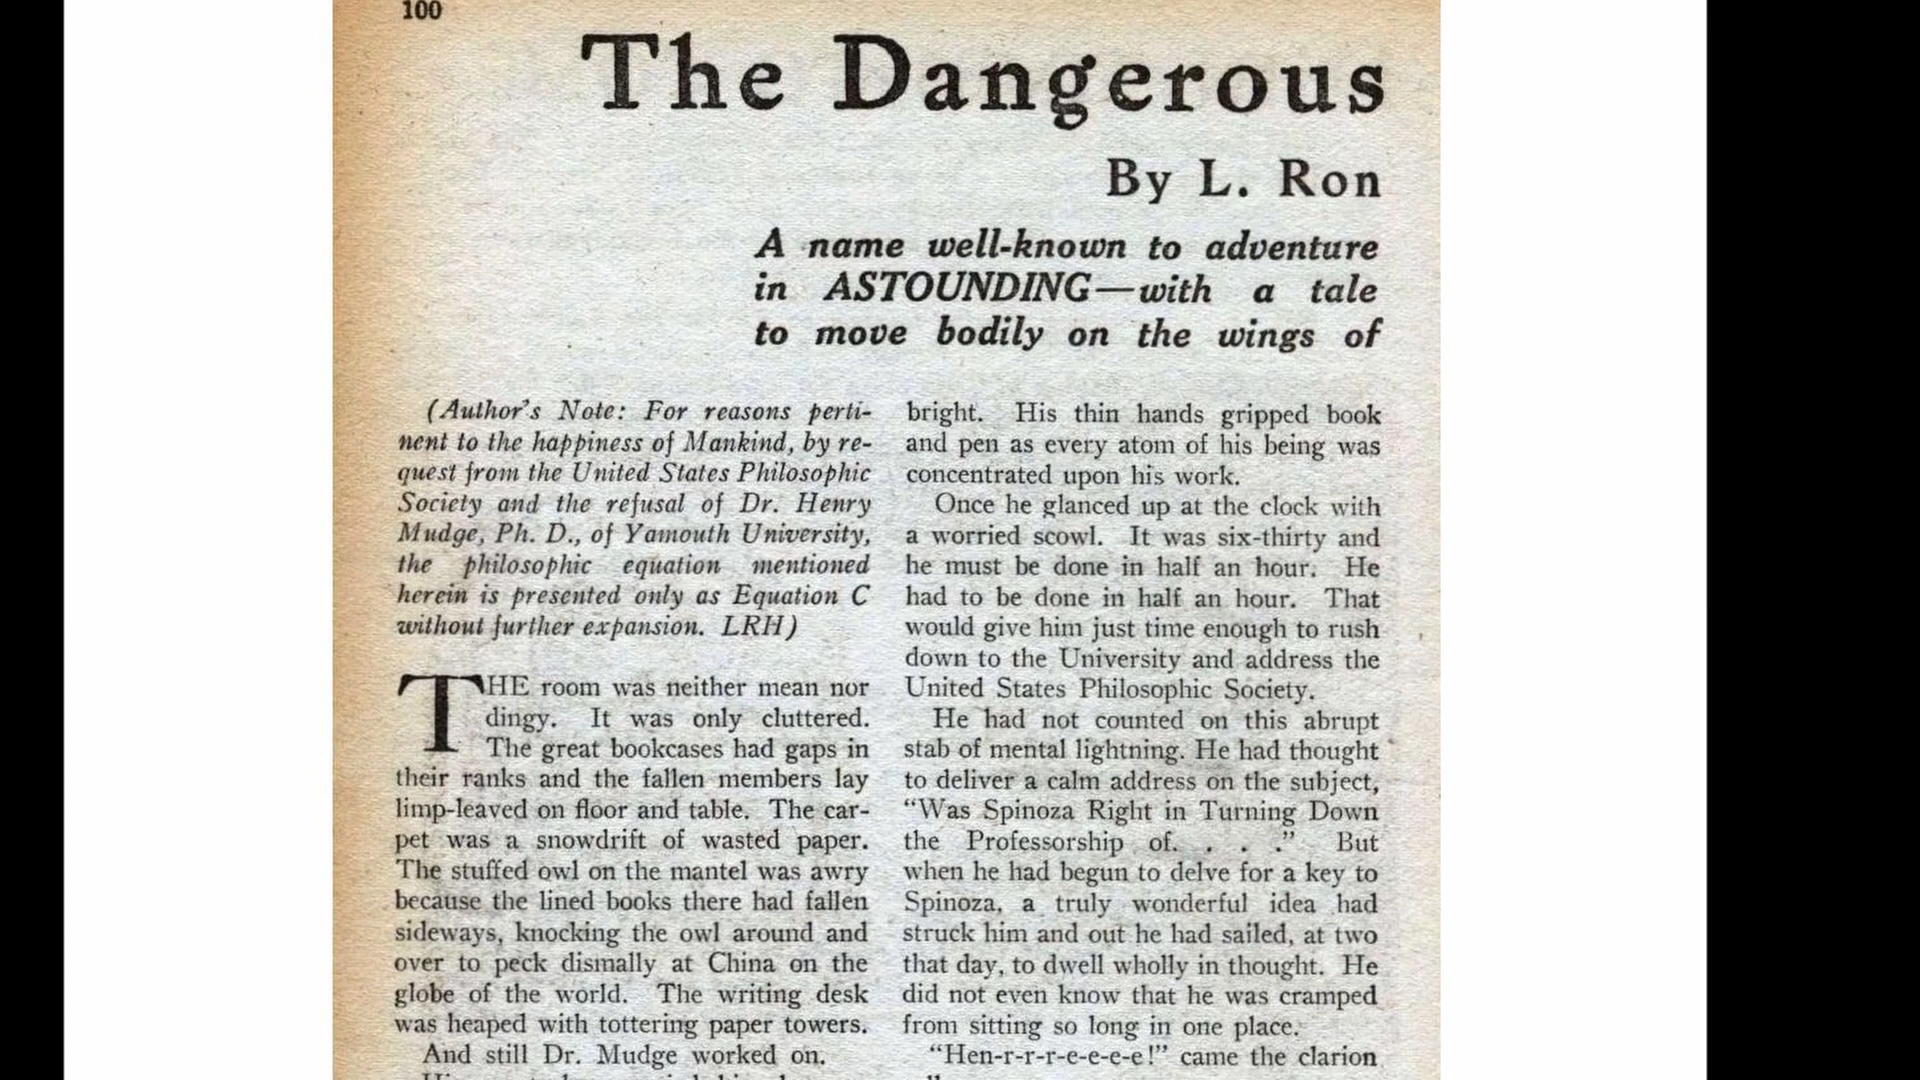 100
The Dangerous
By L. Ron
A name well-known to adventure
in ASTOUNDING—with a tale
to move bodily on the wings of
(Author's Note: For reasons perti-
nent to the happiness of Mankind, by re-
quest from the United States Philosophic
Society and the refusal of Dr. Henry
Mudge, Ph. D., of Yamouth University,
the philosophic equation mentioned
herein is presented only as Equation C
without further expansion. LRH)
THE room was neither mean nor
dingy. It was only cluttered.
The great bookcases had gaps in
their ranks and the fallen members lay
limp-leaved on floor and table. The car-
pet was a snowdrift of wasted paper.
The stuffed owl on the mantel was awry
because the lined books there had fallen
sideways, knocking the owl around and
over to peck dismally at China on the
globe of the world. The writing desk
was heaped with tottering paper towers.
And still Dr. Mudge worked on.
bright. His thin hands gripped book
and pen as every atom of his being was
concentrated upon his work.
Once he glanced up at the clock with
a worried scowl. It was six-thirty and
he must be done in half an hour. He
had to be done in half an hour. That
would give him just time enough to rush
down to the University and address the
United States Philosophic Society.
He had not counted on this abrupt
stab of mental lightning. He had thought
to deliver a calm address on the subject,
"Was Spinoza Right in Turning Down
the Professorship of. . . ." But
when he had begun to delve for a key to
Spinoza, a truly wonderful idea had
struck him and out he had sailed, at two
that day, to dwell wholly in thought. He
did not even know that he was cramped
from sitting so long in one place.
"Hen-r-r-r-e-e-e-e!" came the clarion